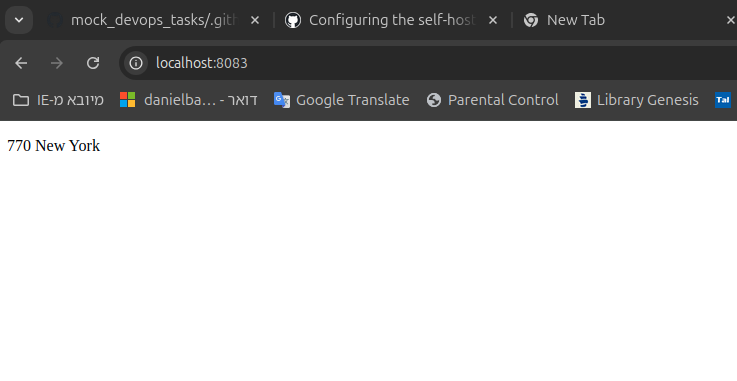 mock_devops_tasks/.gith
Configuring the self-host
New Tab
localhost:8083
מיובא מ-IE
danielba... - דואר
Google Translate
Parental Control
Library Genesis
Tal
770 New York